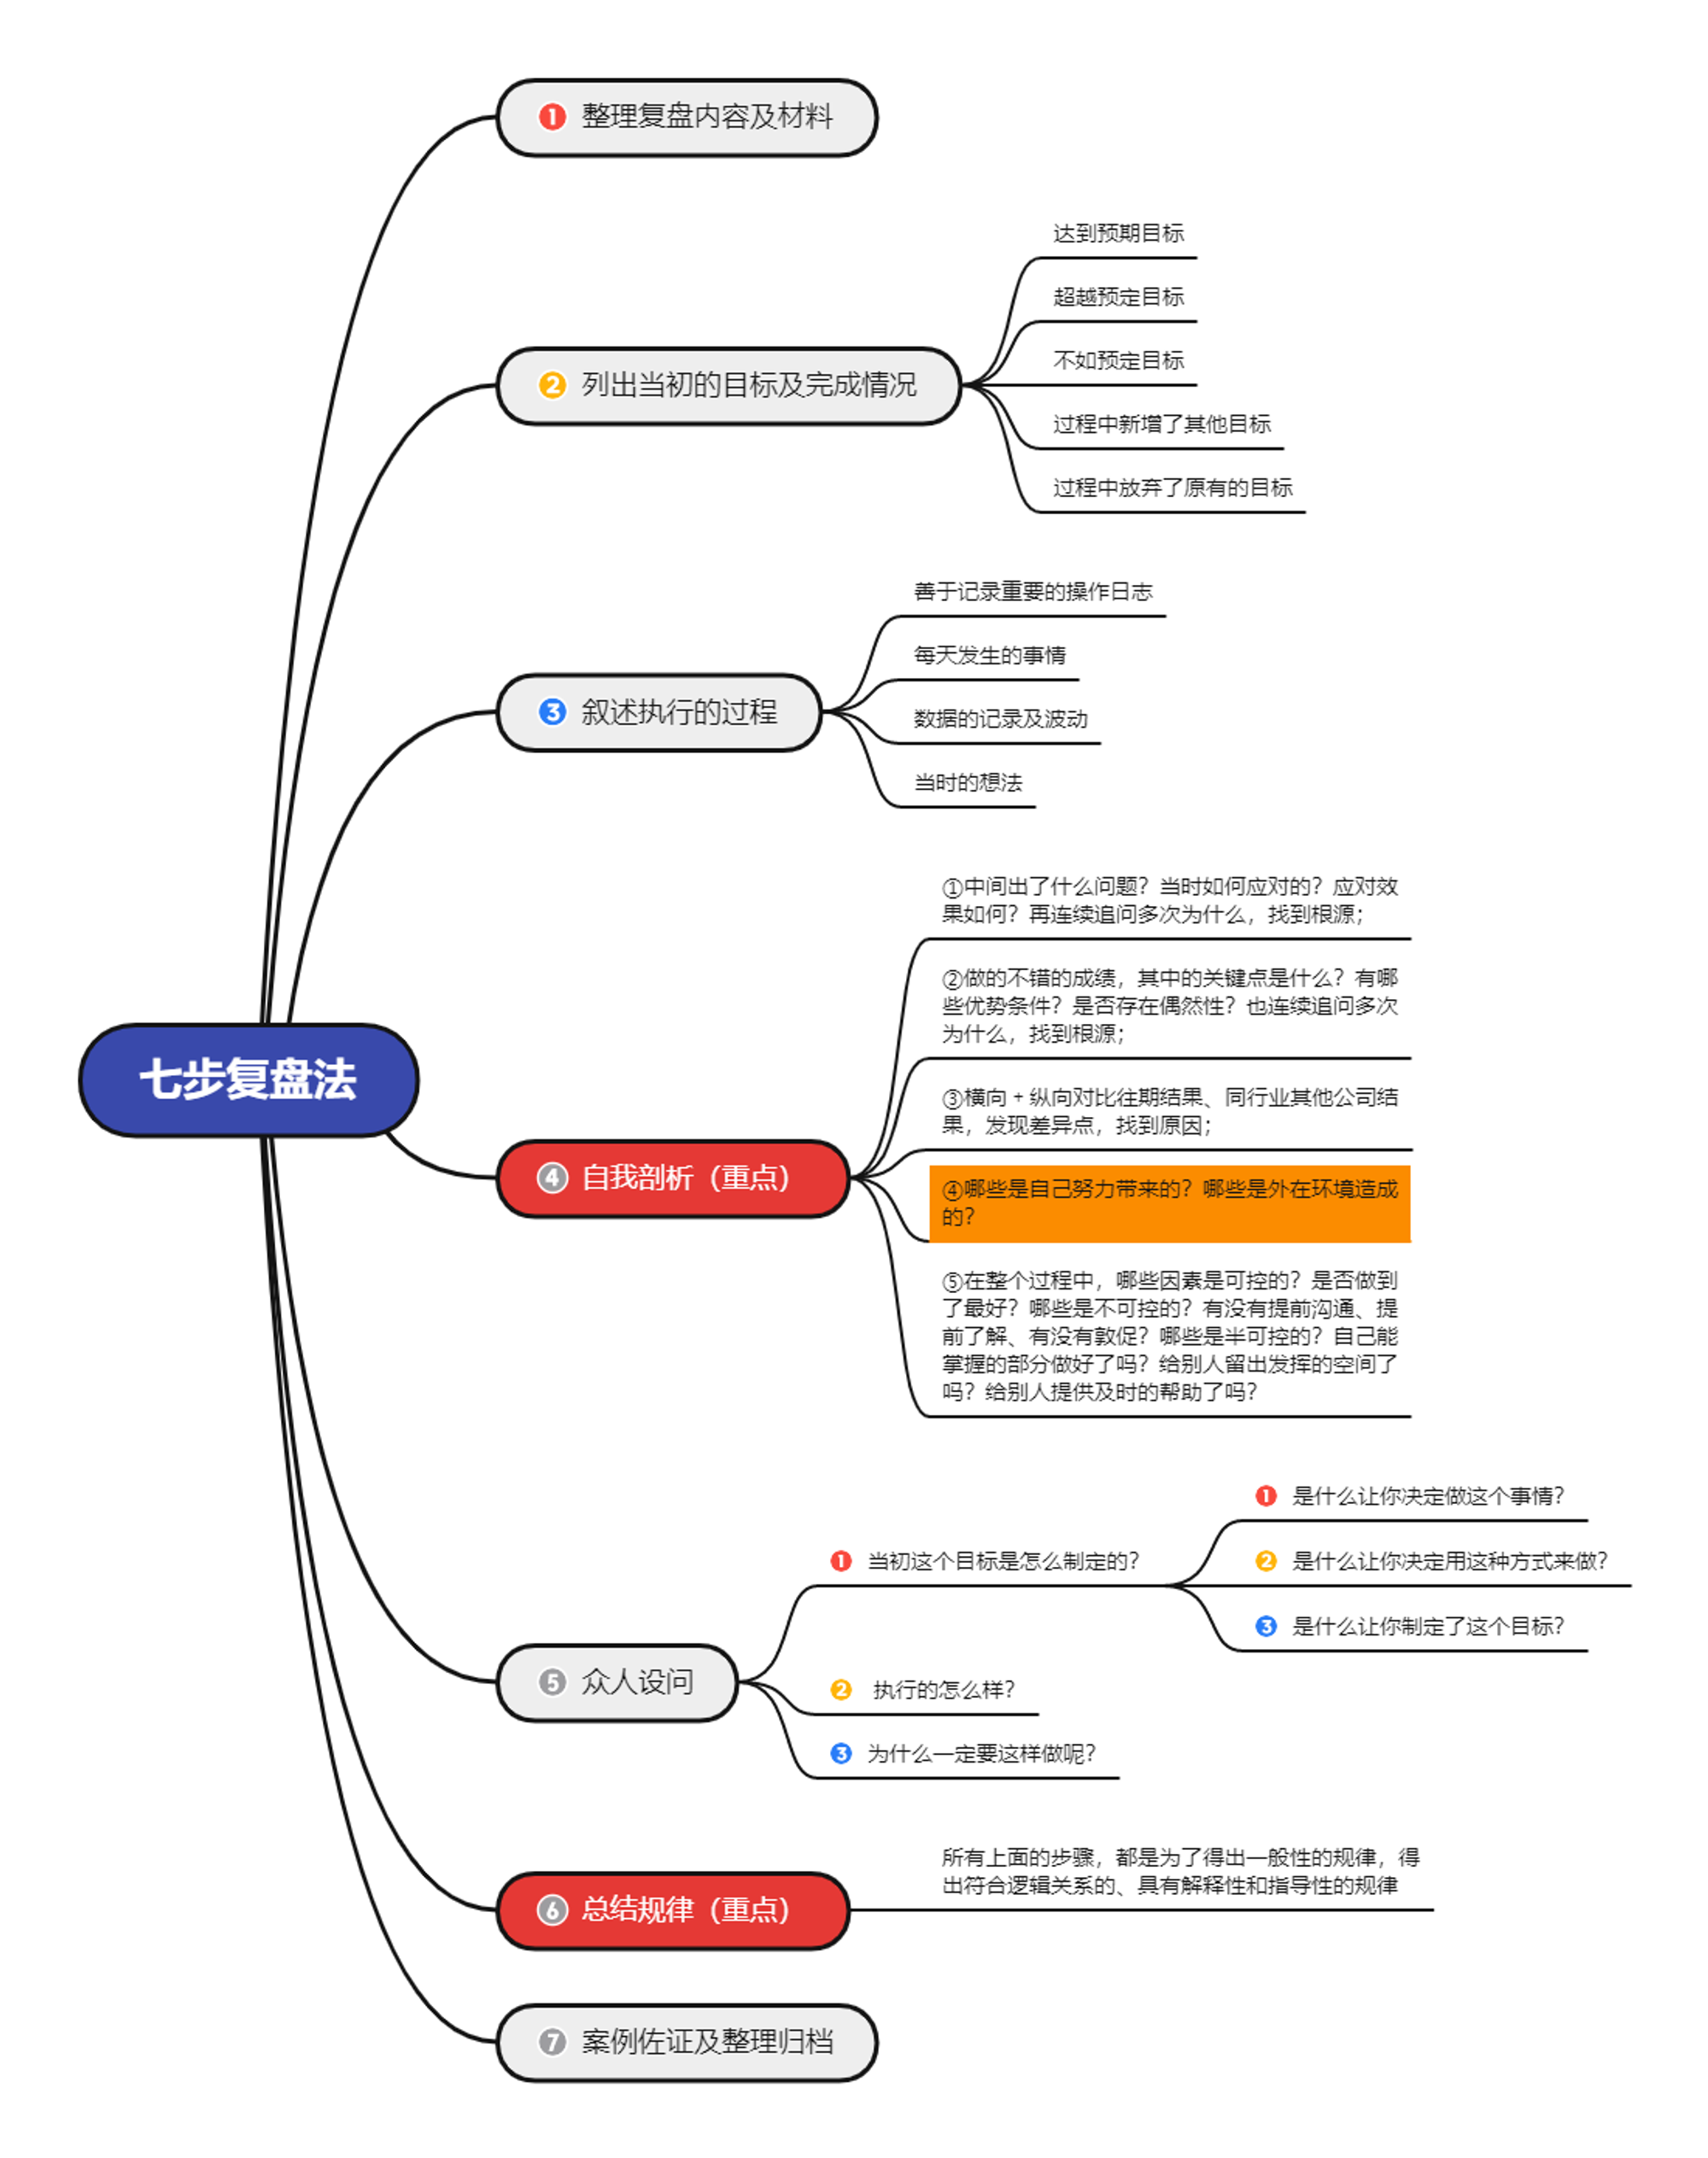 ① 整理复盘内容及材料
达到预期目标
超越预定目标
不如预定目标
② 列出当初的目标及完成情况
过程中新增了其他目标
过程中放弃了原有的目标
善于记录重要的操作日志
每天发生的事情
③ 叙述执行的过程
数据的记录及波动
当时的想法
①中间出了什么问题？当时如何应对的？应对效
果如何？再连续追问多次为什么，找到根源；
②做的不错的成绩，其中的关键点是什么？有哪
些优势条件？是否存在偶然性？也连续追问多次
为什么，找到根源；
七步复盘法
③横向 + 纵向对比往期结果、同行业其他公司结
果，发现差异点，找到原因；
④ 自我剖析（重点）
④哪些是自己努力带来的？哪些是外在环境造成
的？
⑤在整个过程中，哪些因素是可控的？是否做到
了最好？哪些是不可控的？有没有提前沟通、提
前了解、有没有敦促？哪些是半可控的？自己能
掌握的部分做好了吗？给别人留出发挥的空间了
吗？给别人提供及时的帮助了吗？
① 是什么让你决定做这个事情？
① 当初这个目标是怎么制定的？
② 是什么让你决定用这种方式来做？
③ 是什么让你制定了这个目标？
⑤ 众人设问
② 执行的怎么样？
③ 为什么一定要这样做呢？
所有上面的步骤，都是为了得出一般性的规律，得
出符合逻辑关系的、具有解释性和指导性的规律
⑥ 总结规律（重点）
⑦ 案例佐证及整理归档